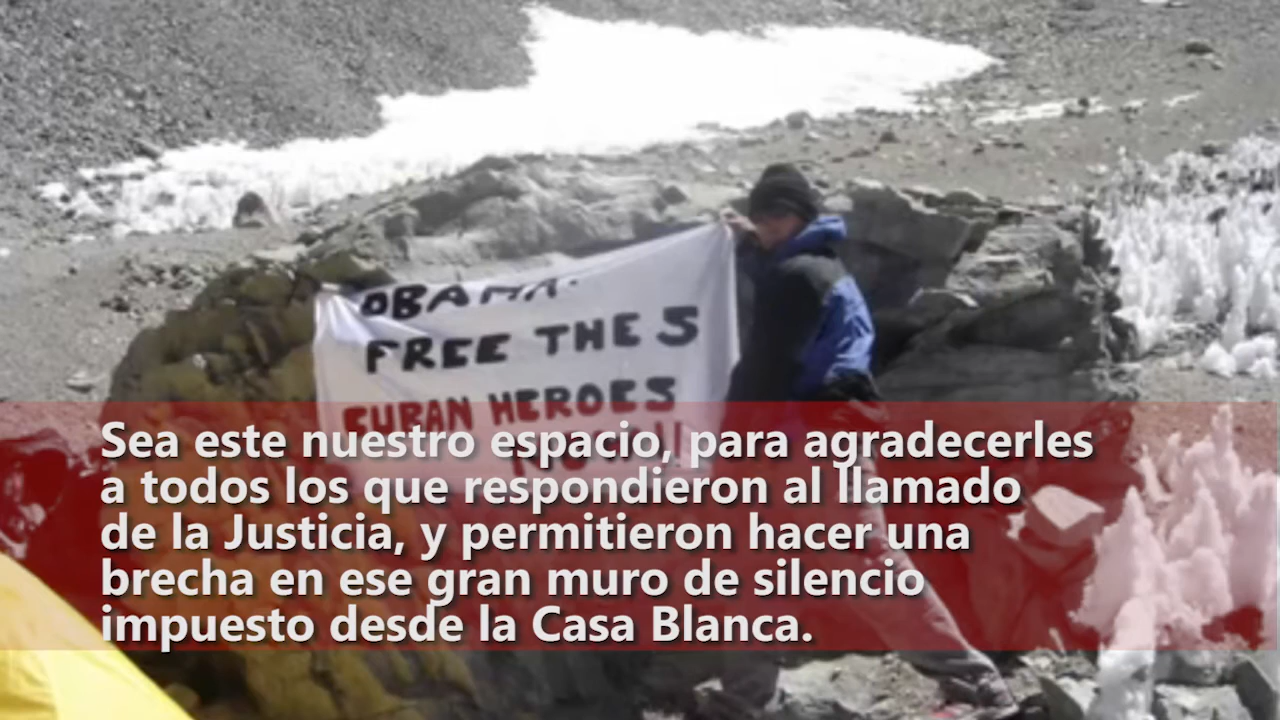 OBAMA:
FREE THE 5
CUBAN HEROES
NOW!!
Sea este nuestro espacio, para agradecerles
a todos los que respondieron al llamado
de la Justicia, y permitieron hacer una
brecha en ese gran muro de silencio
impuesto desde la Casa Blanca.